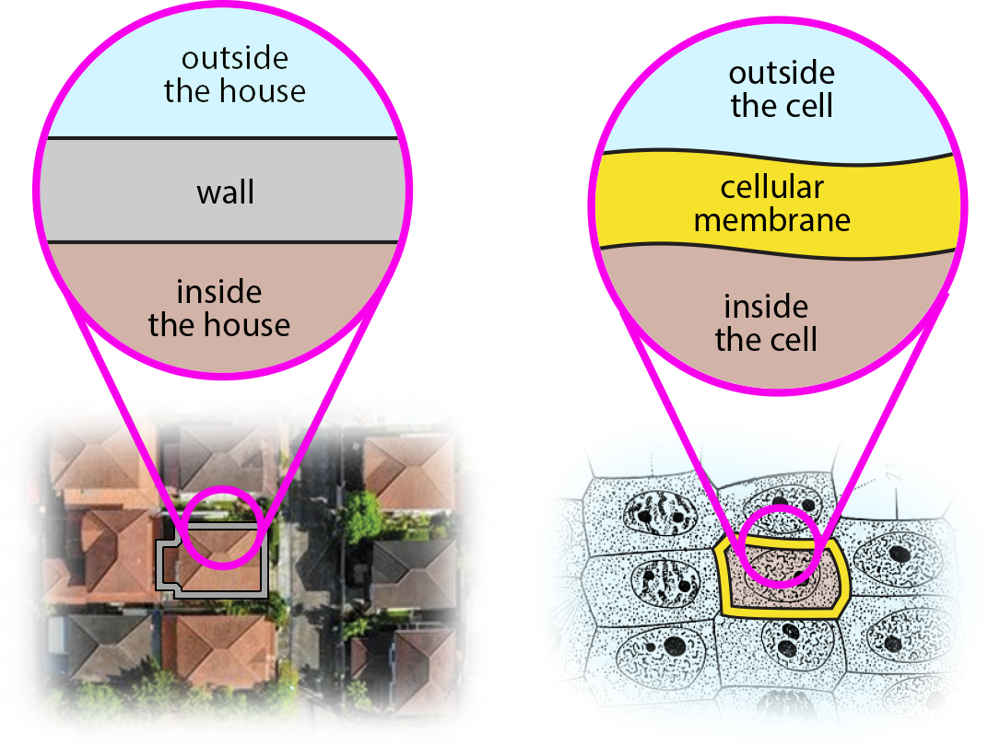 outside
the house
wall
inside
the house
outside
the cell
cellular
membrane
inside
the cell